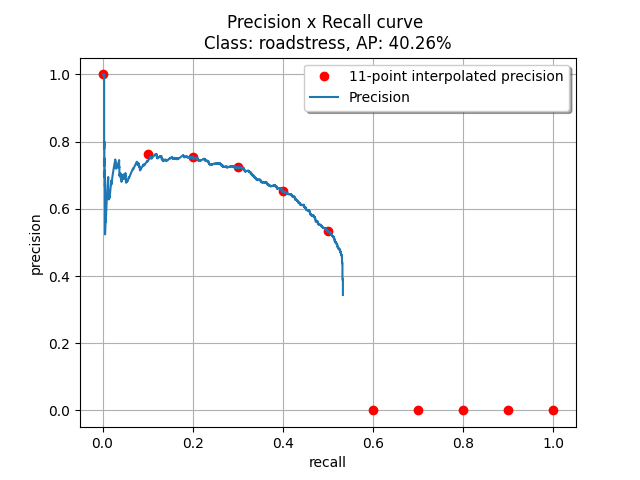 Precision x Recall curve
Class: roadstress, AP: 40.26%
11-point interpolated precision
Precision
precision
1.0
0.8
0.6
0.4
0.2
0.0
0.0 0.2 0.4 0.6 0.8 1.0
recall